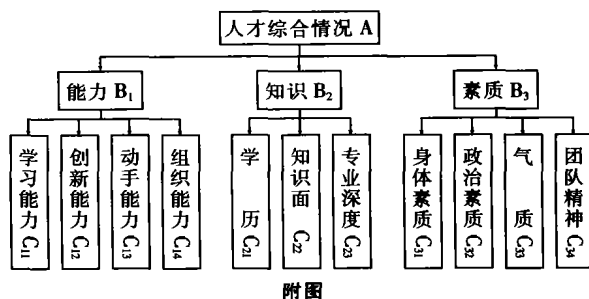 人才综合情况 A
能力 B₁
知识 B₂
素质 B₃
学习能力 C₁₁
创新能力 C₁₂
动手能力 C₁₃
组织能力 C₁₄
学历 C₂₁
知识面 C₂₂
专业深度 C₂₃
身体素质 C₃₁
政治素质 C₃₂
气质 C₃₃
团队精神 C₃₄
附图